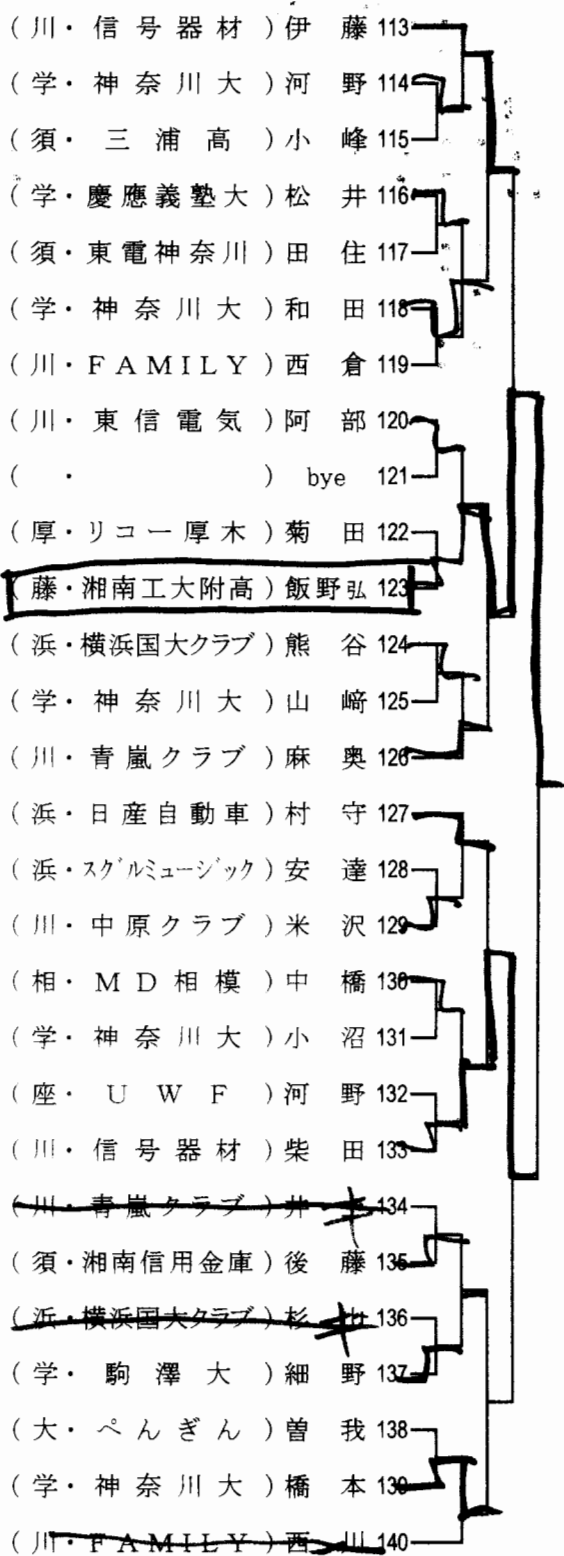 (川・信号器材)伊藤 113
(学・神奈川大)河野 114
(須・三浦高)小峰 115
(学・慶應義塾大)松井 116
(須・東電神奈川)田住 117
(学・神奈川大)和田 118
(川・FAMILY)西倉 119
(川・東信電気)阿部 120
(・) bye 121
(厚・リコー厚木)菊田 122
(藤・湘南工大附高)飯野弘 123
(浜・横浜国大クラブ)熊谷 124
(学・神奈川大)山﨑 125
(川・青嵐クラブ)麻奥 126
(浜・日産自動車)村守 127
(浜・スグルミュージック)安達 128
(川・中原クラブ)米沢 129
(相・MD相模)中橋 130
(学・神奈川大)小沼 131
(座・UWF)河野 132
(川・信号器材)柴田 133
(川・青嵐クラブ)井 134
(須・湘南信用金庫)後藤 135
(浜・横浜国大クラブ)杉 136
(学・駒澤大)細野 137
(大・ぺんぎん)曽我 138
(学・神奈川大)橋本 139
(川・FAMILY)西川 140